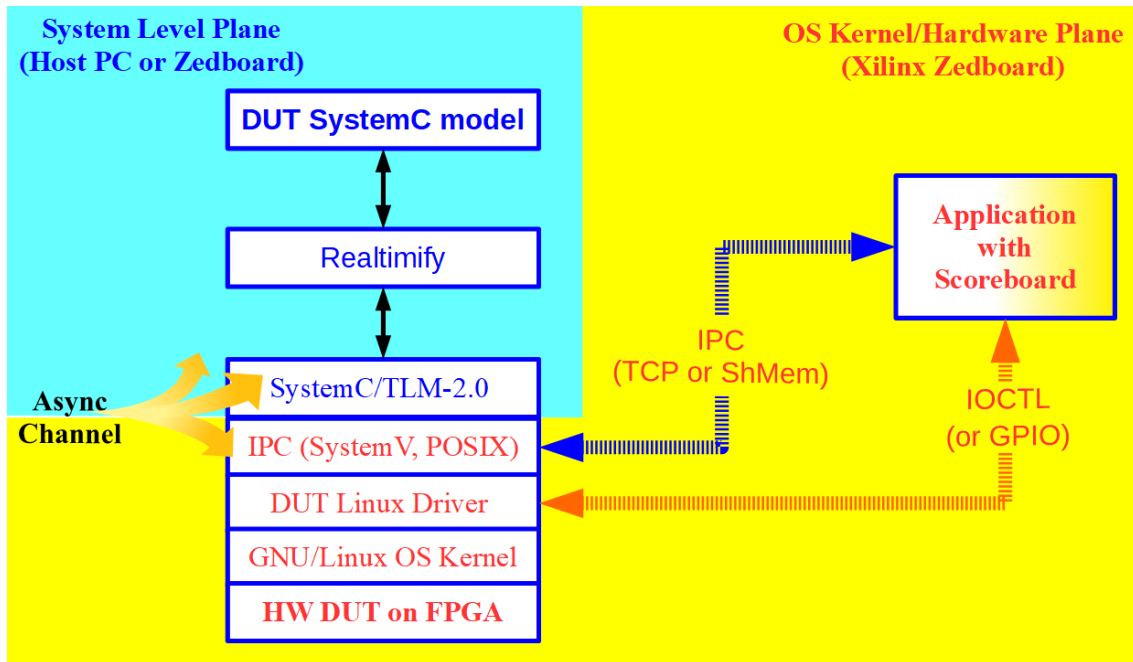 System Level Plane
(Host PC or Zedboard)
OS Kernel/Hardware Plane
(Xilinx Zedboard)
DUT SystemC model
Realtimify
Application
with
Scoreboard
IPC
(TCP or ShMem)
IOCTL
(or GPIO)
Async
Channel
SystemC/TLM-2.0
IPC (SystemV, POSIX)
DUT Linux Driver
GNU/Linux OS Kernel
HW DUT on FPGA